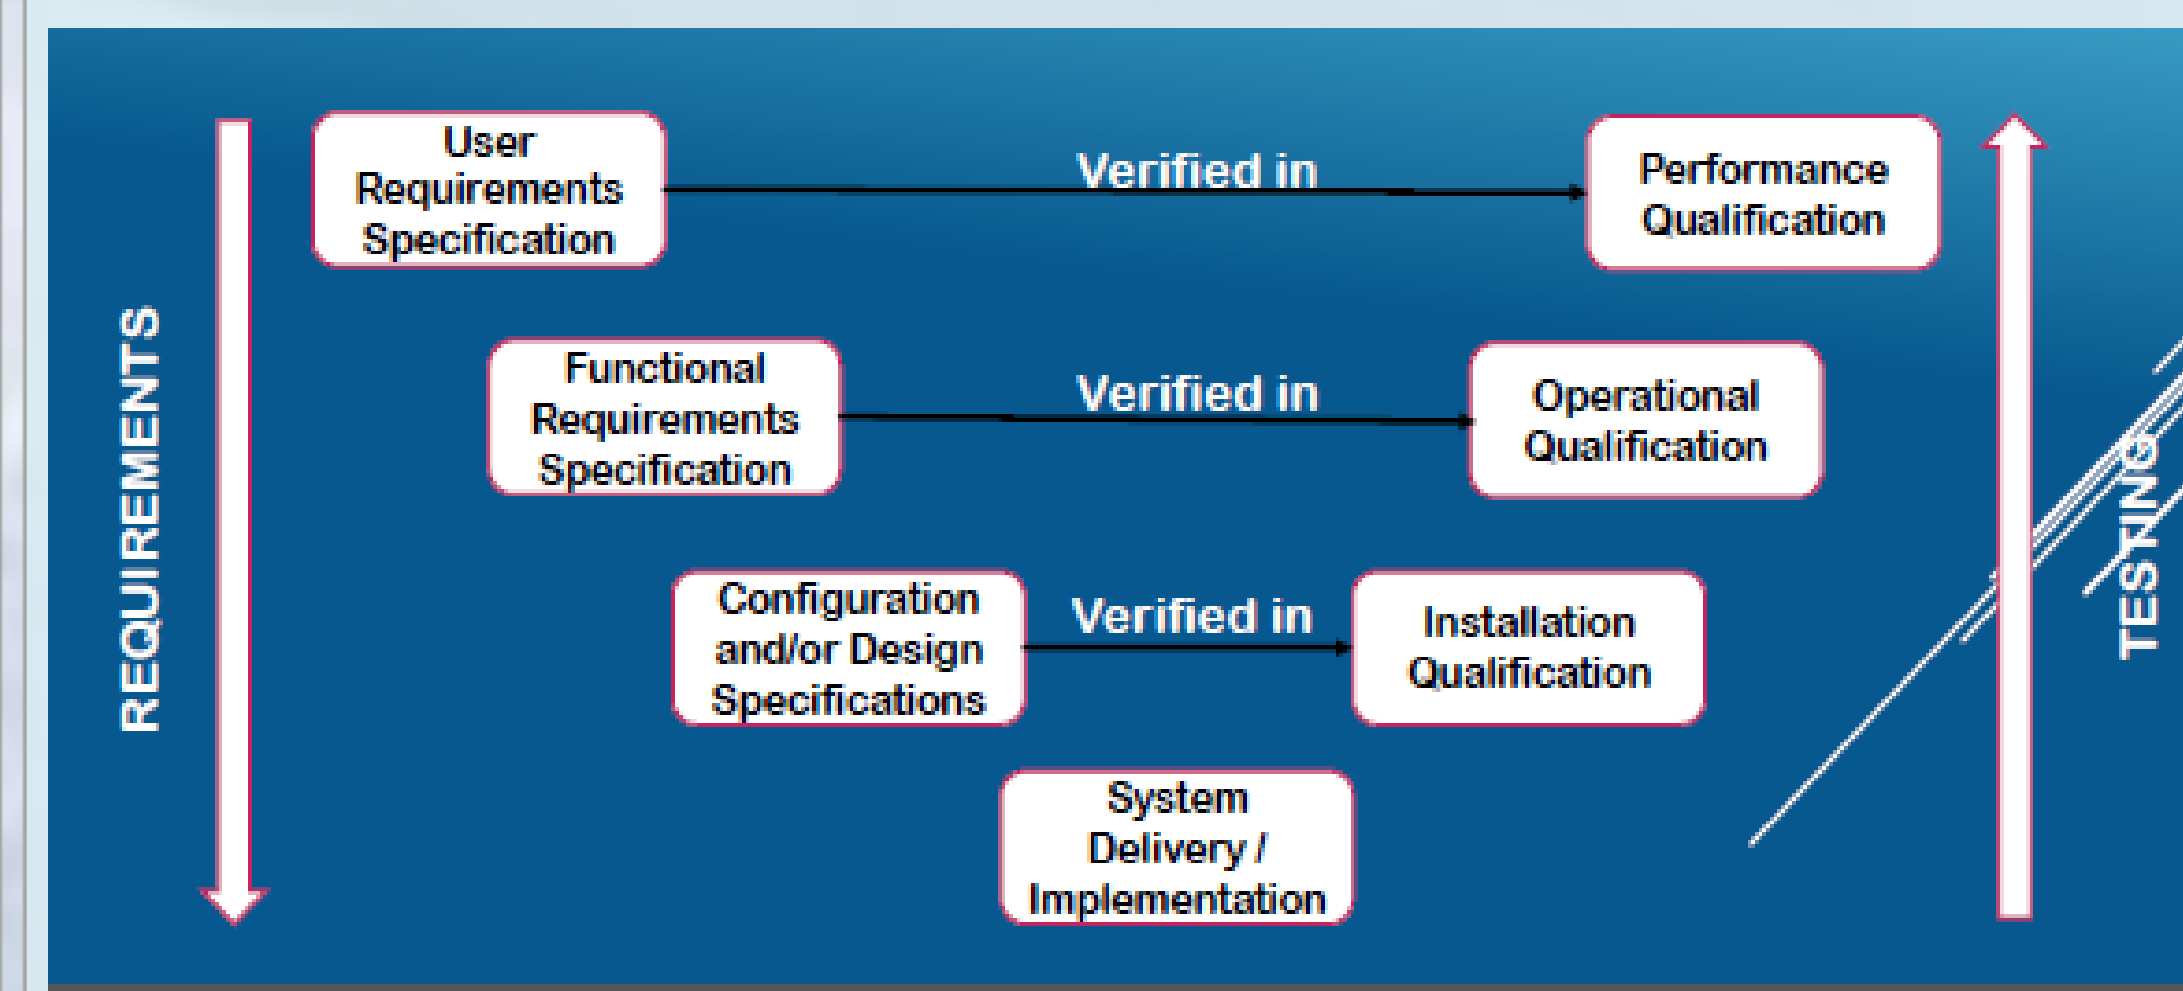 REQUIREMENTS
User
Requirements
Specification
Verified in
Performance
Qualification
Functional
Requirements
Specification
Verified in
Operational
Qualification
Configuration
and/or Design
Specifications
Verified in
Installation
Qualification
System
Delivery /
Implementation
TESTING